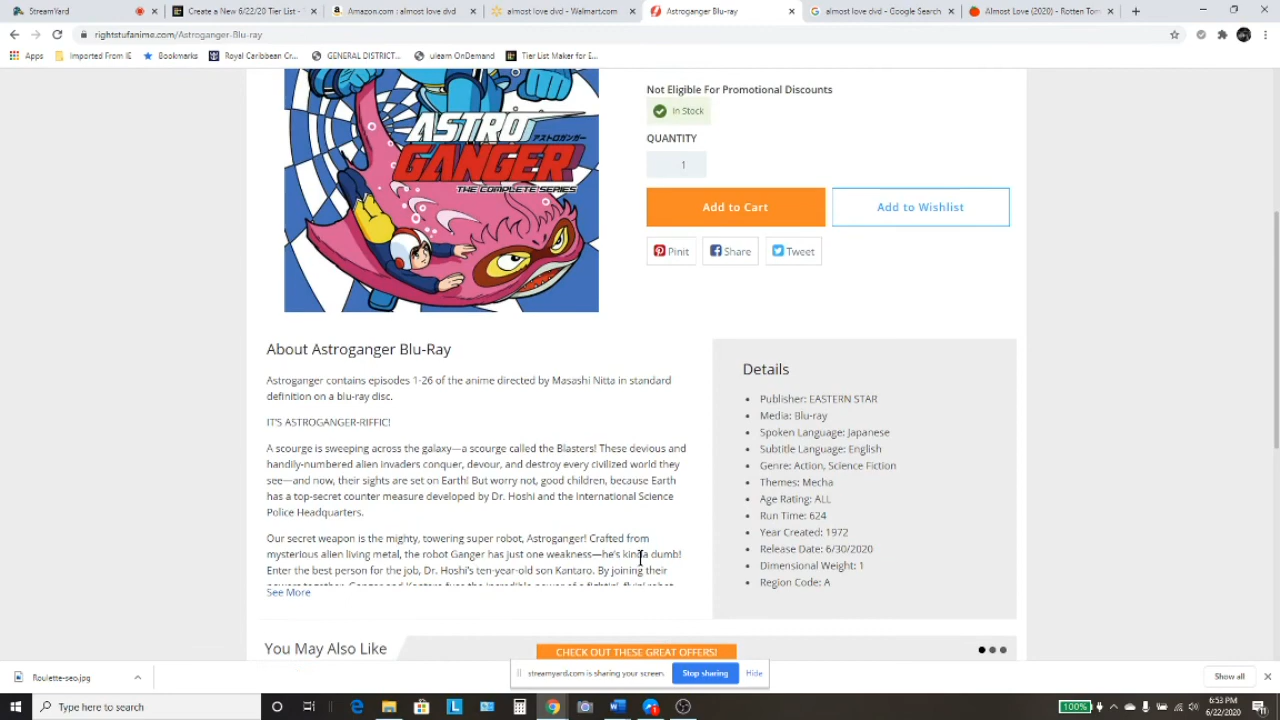 StreamYard
Create a New 6/22/20 Tier List -
Amazon.com : almost love dvd
almost love dvd - Walmart.com
Astroganger Blu-ray
almost love dvd - Google Search
Almost Love (2020) - Rotten Tom
rightstufanime.com/Astroganger-Blu-ray
Apps
Imported From IE
Bookmarks
Royal Caribbean Cr...
GENERAL DISTRICT...
ulearn OnDemand
Tier List Maker for E...
Not Eligible For Promotional Discounts
In Stock
QUANTITY
1
ASTRO
アストロガンガー
GANGER
THE COMPLETE SERIES
Add to Cart
Add to Wishlist
Pinit
Share
Tweet
About Astroganger Blu-Ray
Astroganger contains episodes 1-26 of the anime directed by Masashi Nitta in standard
definition on a blu-ray disc.
IT'S ASTROGANGER-RIFFIC!
A scourge is sweeping across the galaxy—a scourge called the Blasters! These devious and
handily-numbered alien invaders conquer, devour, and destroy every civilized world they
see—and now, their sights are set on Earth! But worry not, good children, because Earth
has a top-secret counter measure developed by Dr. Hoshi and the International Science
Police Headquarters.
Our secret weapon is the mighty, towering super robot, Astroganger! Crafted from
mysterious alien living metal, the robot Ganger has just one weakness—he's kinda dumb!
Enter the best person for the job, Dr. Hoshi's ten-year-old son Kantaro. By joining their
See More
Details
Publisher: EASTERN STAR
Media: Blu-ray
Spoken Language: Japanese
Subtitle Language: English
Genre: Action, Science Fiction
Themes: Mecha
Age Rating: ALL
Run Time: 624
Year Created: 1972
Release Date: 6/30/2020
Dimensional Weight: 1
Region Code: A
You May Also Like
CHECK OUT THESE GREAT OFFERS!
Roulette-seo.jpg
streamyard.com is sharing your screen.
Stop sharing
Hide
Show all
Type here to search
100%
6:53 PM
6/22/2020